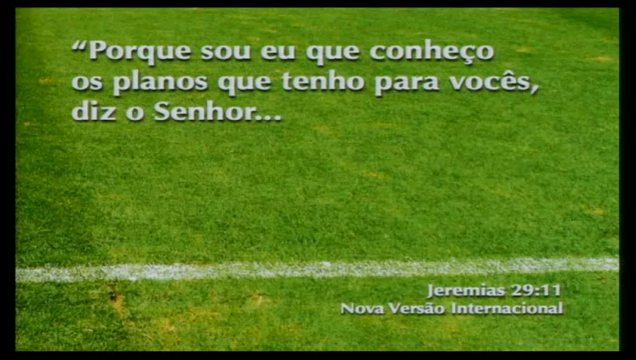 “Porque sou eu que conheço
os planos que tenho para vocês,
diz o Senhor...
Jeremias 29:11
Nova Versão Internacional